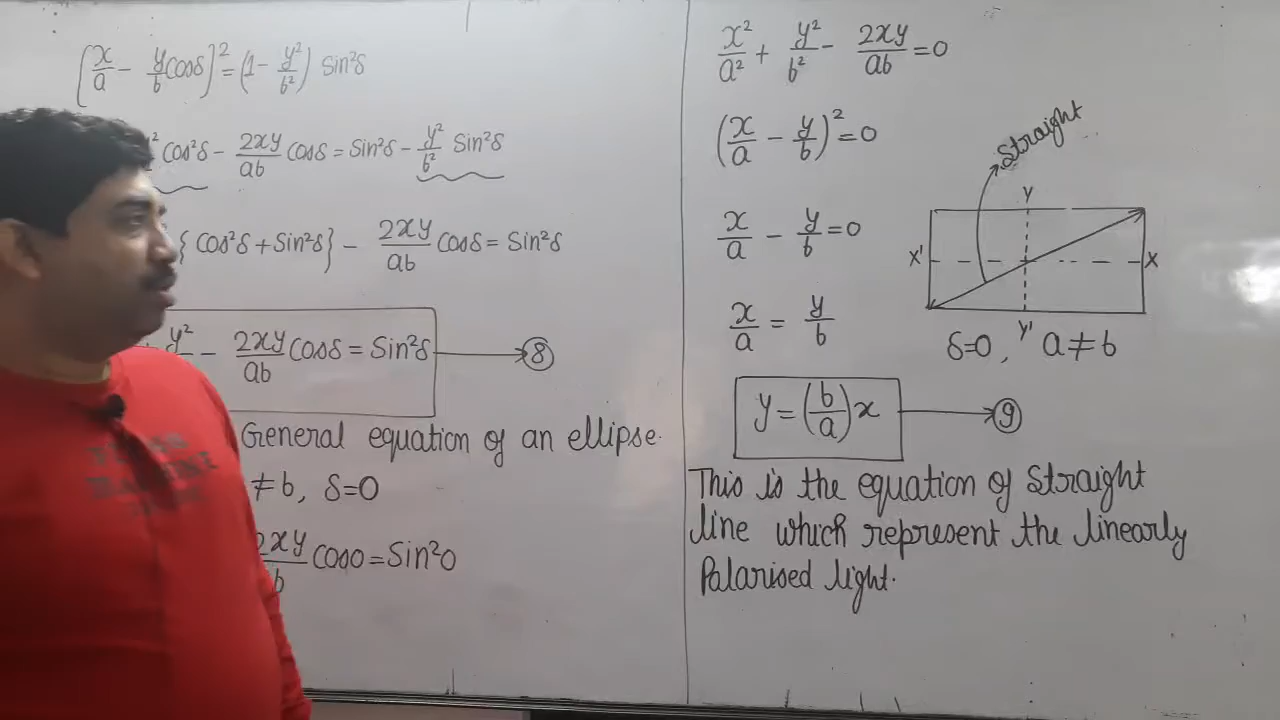 [x/a - y/b Cosδ]² = (1 - y²/b²) Sin²δ
² Cos²δ - 2xy/ab Cosδ = Sin²δ - y²/b² Sin²δ
{Cos²δ + Sin²δ} - 2xy/ab Cosδ = Sin²δ
y² - 2xy/ab Cosδ = Sin²δ → ⑧
General equation of an ellipse.
≠ b, δ=0
2xy/b Cos0 = Sin²0
x²/a² + y²/b² - 2xy/ab = 0
(x/a - y/b)² = 0
x/a - y/b = 0
x/a = y/b
y = (b/a)x → ⑨
Straight
Y
X' X
Y'
δ=0, a ≠ b
This is the equation of straight
line which represent the linearly
Palarised light.